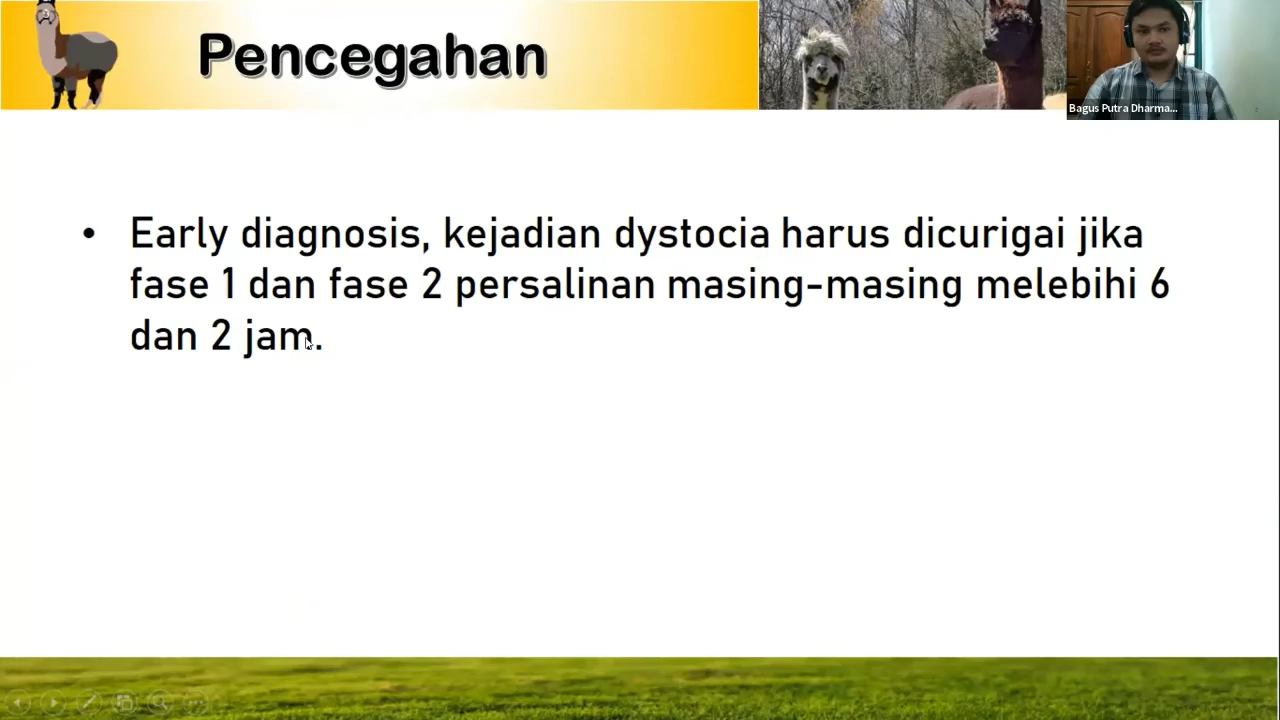 Pencegahan
Bagus Putra Dharma...
• Early diagnosis, kejadian dystocia harus dicurigai jika
fase 1 dan fase 2 persalinan masing-masing melebihi 6
dan 2 jam.